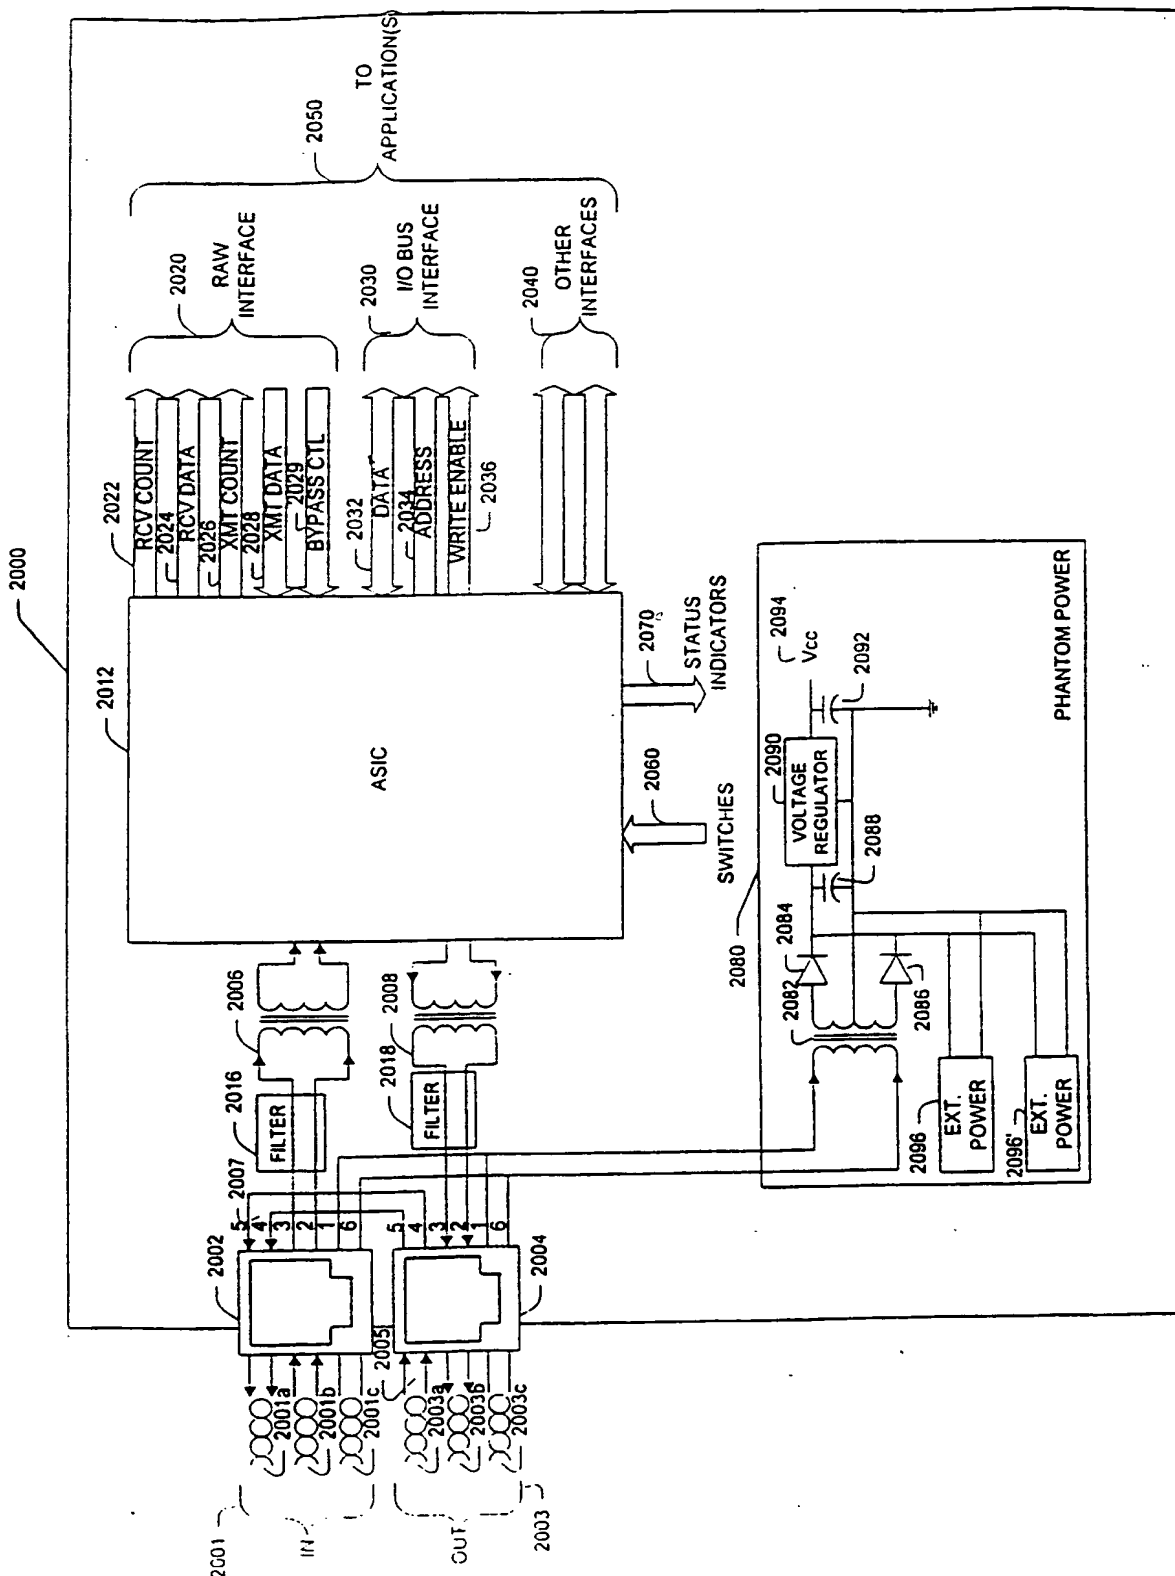 2000
2012
ASIC
2022
RCV COUNT
2024
RCV DATA
2026
XMT COUNT
2028
XMT DATA
2029
BYPASS CTL
2020
RAW
INTERFACE
2032
DATA
2034
ADDRESS
WRITE ENABLE
2036
2030
I/O BUS
INTERFACE
2040
OTHER
INTERFACES
2050
TO
APPLICATION(S)
2001
IN
2001a
2001b
2001c
2002
5
4
3
2
1
6
2007
2016
FILTER
2006
OUT
2003
2003a
2003b
2003c
2005
2004
5
4
3
2
1
6
2018
FILTER
2008
2060
SWITCHES
2070
STATUS
INDICATORS
2080
2082
2084
2086
2088
2090
VOLTAGE
REGULATOR
2092
2094
Vcc
2096
EXT.
POWER
2096'
EXT.
POWER
PHANTOM POWER